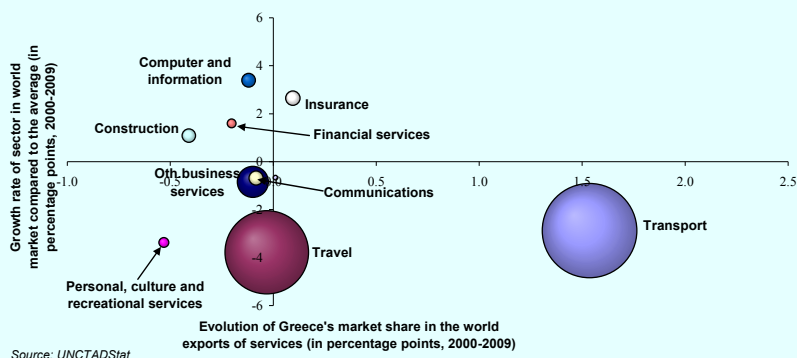 Growth rate of sector in world
market compared to the average (in
percentage points, 2000-2009)
6
4
2
0
-2
-4
-6
-1.0
-0.5
0.0
0.5
1.0
1.5
2.0
2.5
Computer and
information
Insurance
Construction
Financial services
Oth.business
services
Communications
Travel
Transport
Personal, culture and
recreational services
Evolution of Greece's market share in the world
exports of services (in percentage points, 2000-2009)
Source: UNCTADStat